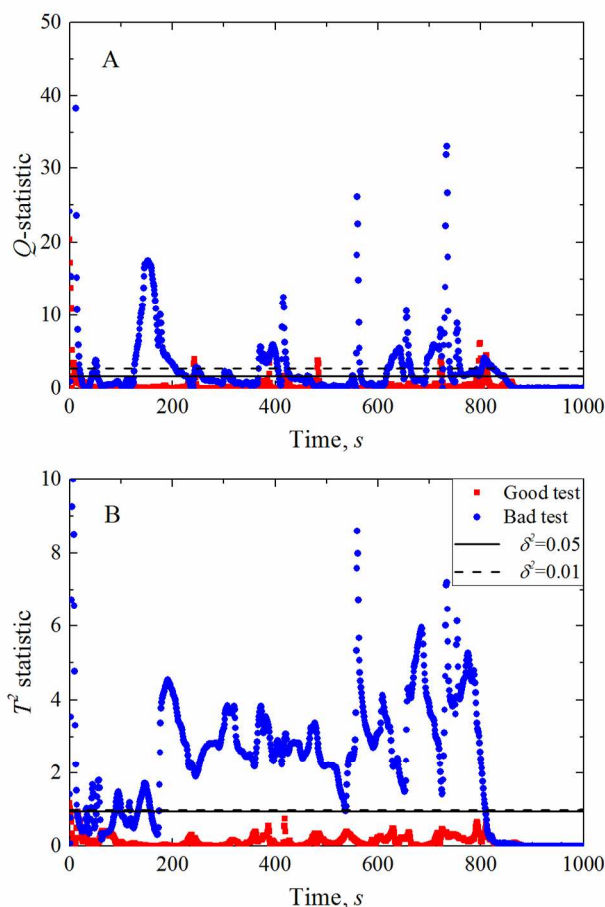 A
Q-statistic
50
40
30
20
10
0
0 200 400 600 800 1000
Time, s
B
T² statistic
10
8
6
4
2
0
Good test
Bad test
δ²=0.05
δ²=0.01
0 200 400 600 800 1000
Time, s